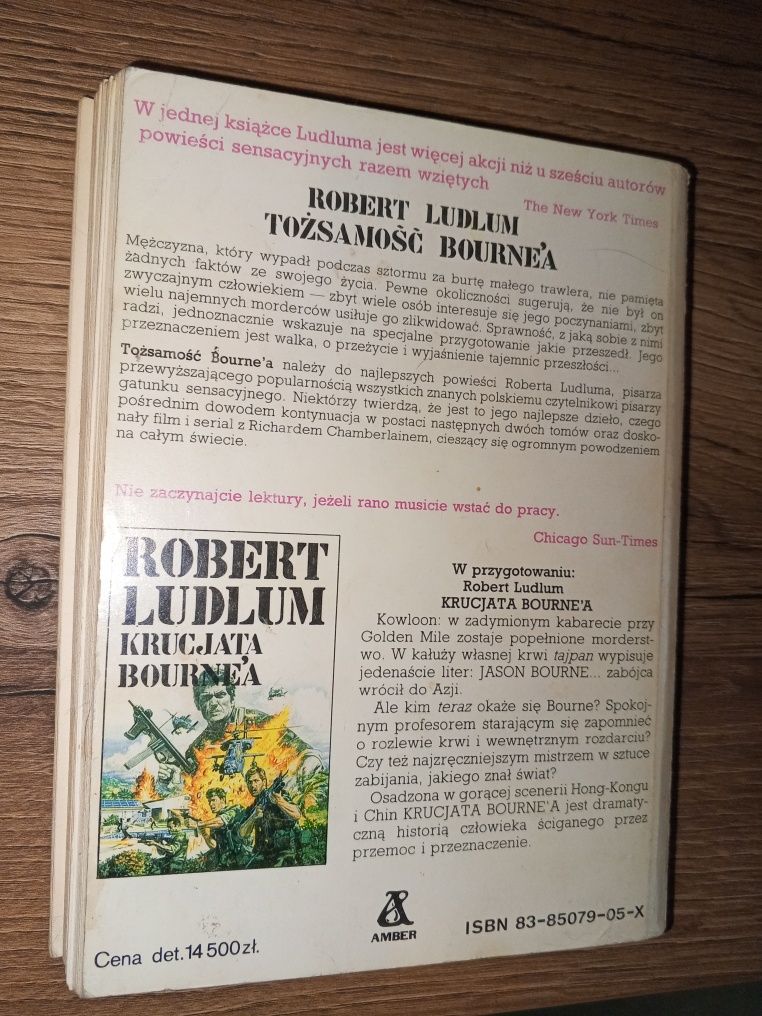 W jednej książce Ludluma jest więcej akcji niż u sześciu autorów
powieści sensacyjnych razem wziętych
The New York Times
ROBERT LUDLUM
TOŻSAMOŚĆ BOURNE'A
Mężczyzna, który wypadł podczas sztormu za burtę małego trawlera, nie pamięta
żadnych faktów ze swojego życia. Pewne okoliczności sugerują, że nie był on
zwyczajnym człowiekiem — zbyt wiele osób interesuje się jego poczynaniami, zbyt
wielu najemnych morderców usiłuje go zlikwidować. Sprawność, z jaką sobie z nimi
radzi, jednoznacznie wskazuje na specjalne przygotowanie jakie przeszedł. Jego
przeznaczeniem jest walka, o przeżycie i wyjaśnienie tajemnic przeszłości...
Tożsamość Bourne'a należy do najlepszych powieści Roberta Ludluma, pisarza
przewyższającego popularnością wszystkich znanych polskiemu czytelnikowi pisarzy
gatunku sensacyjnego. Niektórzy twierdzą, że jest to jego najlepsze dzieło, czego
pośrednim dowodem kontynuacja w postaci następnych dwóch tomów oraz dosko-
nały film i serial z Richardem Chamberlainem, cieszący się ogromnym powodzeniem
na całym świecie.
Nie zaczynajcie lektury, jeżeli rano musicie wstać do pracy.
Chicago Sun-Times
ROBERT
LUDLUM
KRUCJATA
BOURNE'A
W przygotowaniu:
Robert Ludlum
KRUCJATA BOURNE'A
Kowloon: w zadymionym kabarecie przy
Golden Mile zostaje popełnione morderst-
wo. W kałuży własnej krwi tajpan wypisuje
jedenaście liter: JASON BOURNE... zabójca
wrócił do Azji.
Ale kim teraz okaże się Bourne? Spokoj-
nym profesorem starającym się zapomnieć
o rozlewie krwi i wewnętrznym rozdarciu?
Czy też najzręczniejszym mistrzem w sztuce
zabijania, jakiego znał świat?
Osadzona w gorącej scenerii Hong-Kongu
i Chin KRUCJATA BOURNE'A jest dramaty-
czną historią człowieka ściganego przez
przemoc i przeznaczenie.
Cena det. 14 500 zł.
AMBER
ISBN 83-85079-05-X